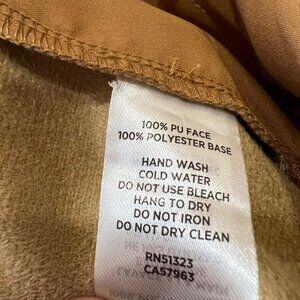 100% PU FACE
100% POLYESTER BASE
HAND WASH
COLD WATER
DO NOT USE BLEACH
HANG TO DRY
DO NOT IRON
DO NOT DRY CLEAN
RN51323
CA57963